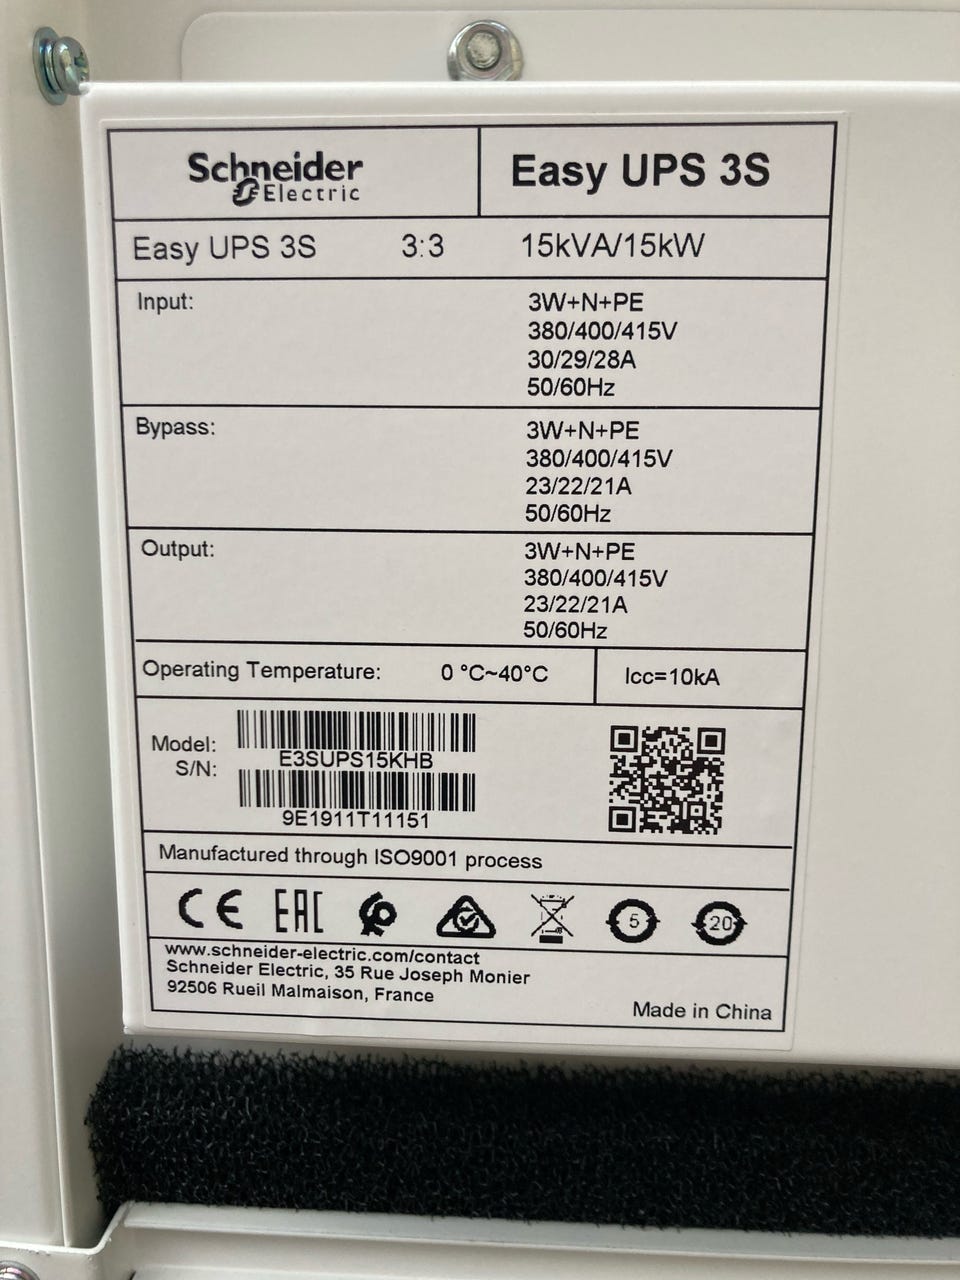 Schneider
Electric
Easy UPS 3S
Easy UPS 3S 3:3 15kVA/15kW
Input: 3W+N+PE
380/400/415V
30/29/28A
50/60Hz
Bypass: 3W+N+PE
380/400/415V
23/22/21A
50/60Hz
Output: 3W+N+PE
380/400/415V
23/22/21A
50/60Hz
Operating Temperature: 0 °C~40°C Icc=10kA
Model: E3SUPS15KHB
S/N: 9E1911T11151
Manufactured through ISO9001 process
CE EAC 5 20
www.schneider-electric.com/contact
Schneider Electric, 35 Rue Joseph Monier
92506 Rueil Malmaison, France
Made in China